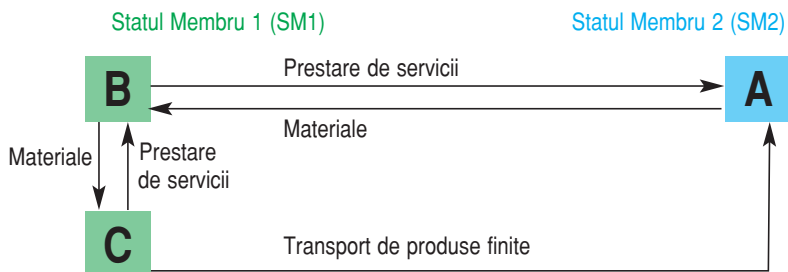 Statul Membru 1 (SM1)
Statul Membru 2 (SM2)
Prestare de servicii
B
A
Materiale
Materiale
Prestare
de servicii
C
Transport de produse finite